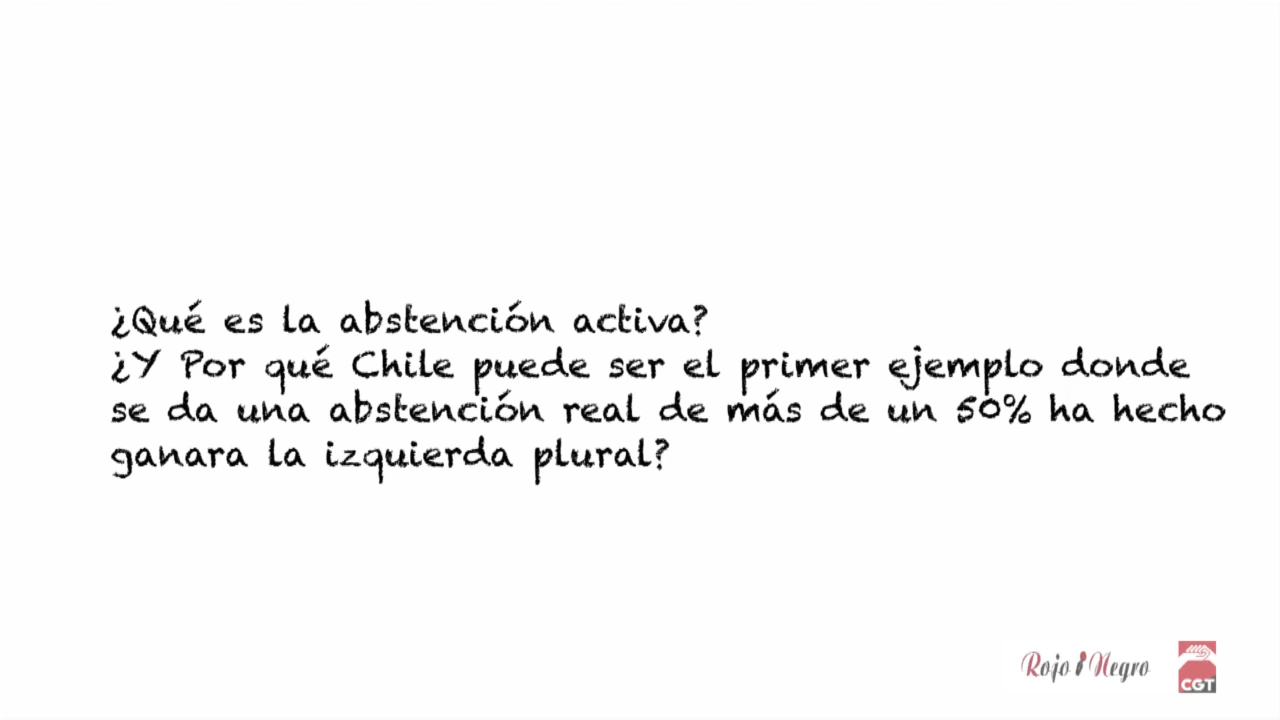 ¿Qué es la abstención activa?
¿Y Por qué Chile puede ser el primer ejemplo donde
se da una abstención real de más de un 50% ha hecho
ganara la izquierda plural?
Rojo Negro
CGT